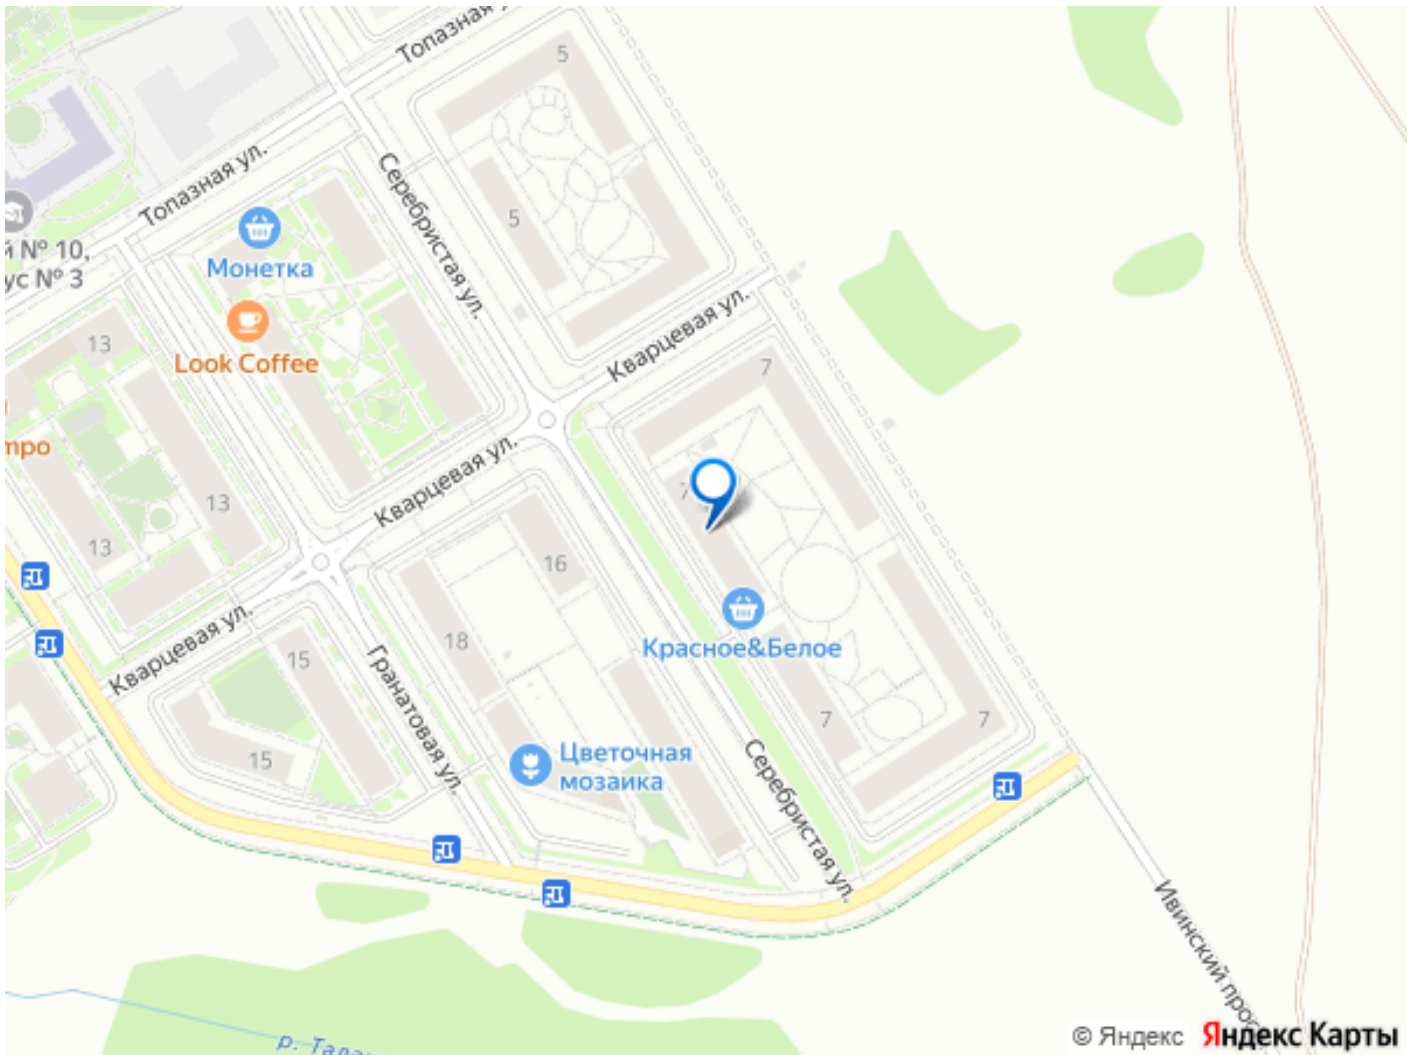 Топазная ул.
5
Топазная ул.
Серебристая ул.
5
й № 10,
ус № 3
Монетка
Look Coffee
Кварцевая ул.
13
7
Кварцевая ул.
7
13
13
16
18
Красное&Белое
Кварцевая ул.
15
Гранатовая ул.
7
7
15
Цветочная
мозаика
Серебристая ул.
Ивинский
р.
© Яндекс Яндекс Карты